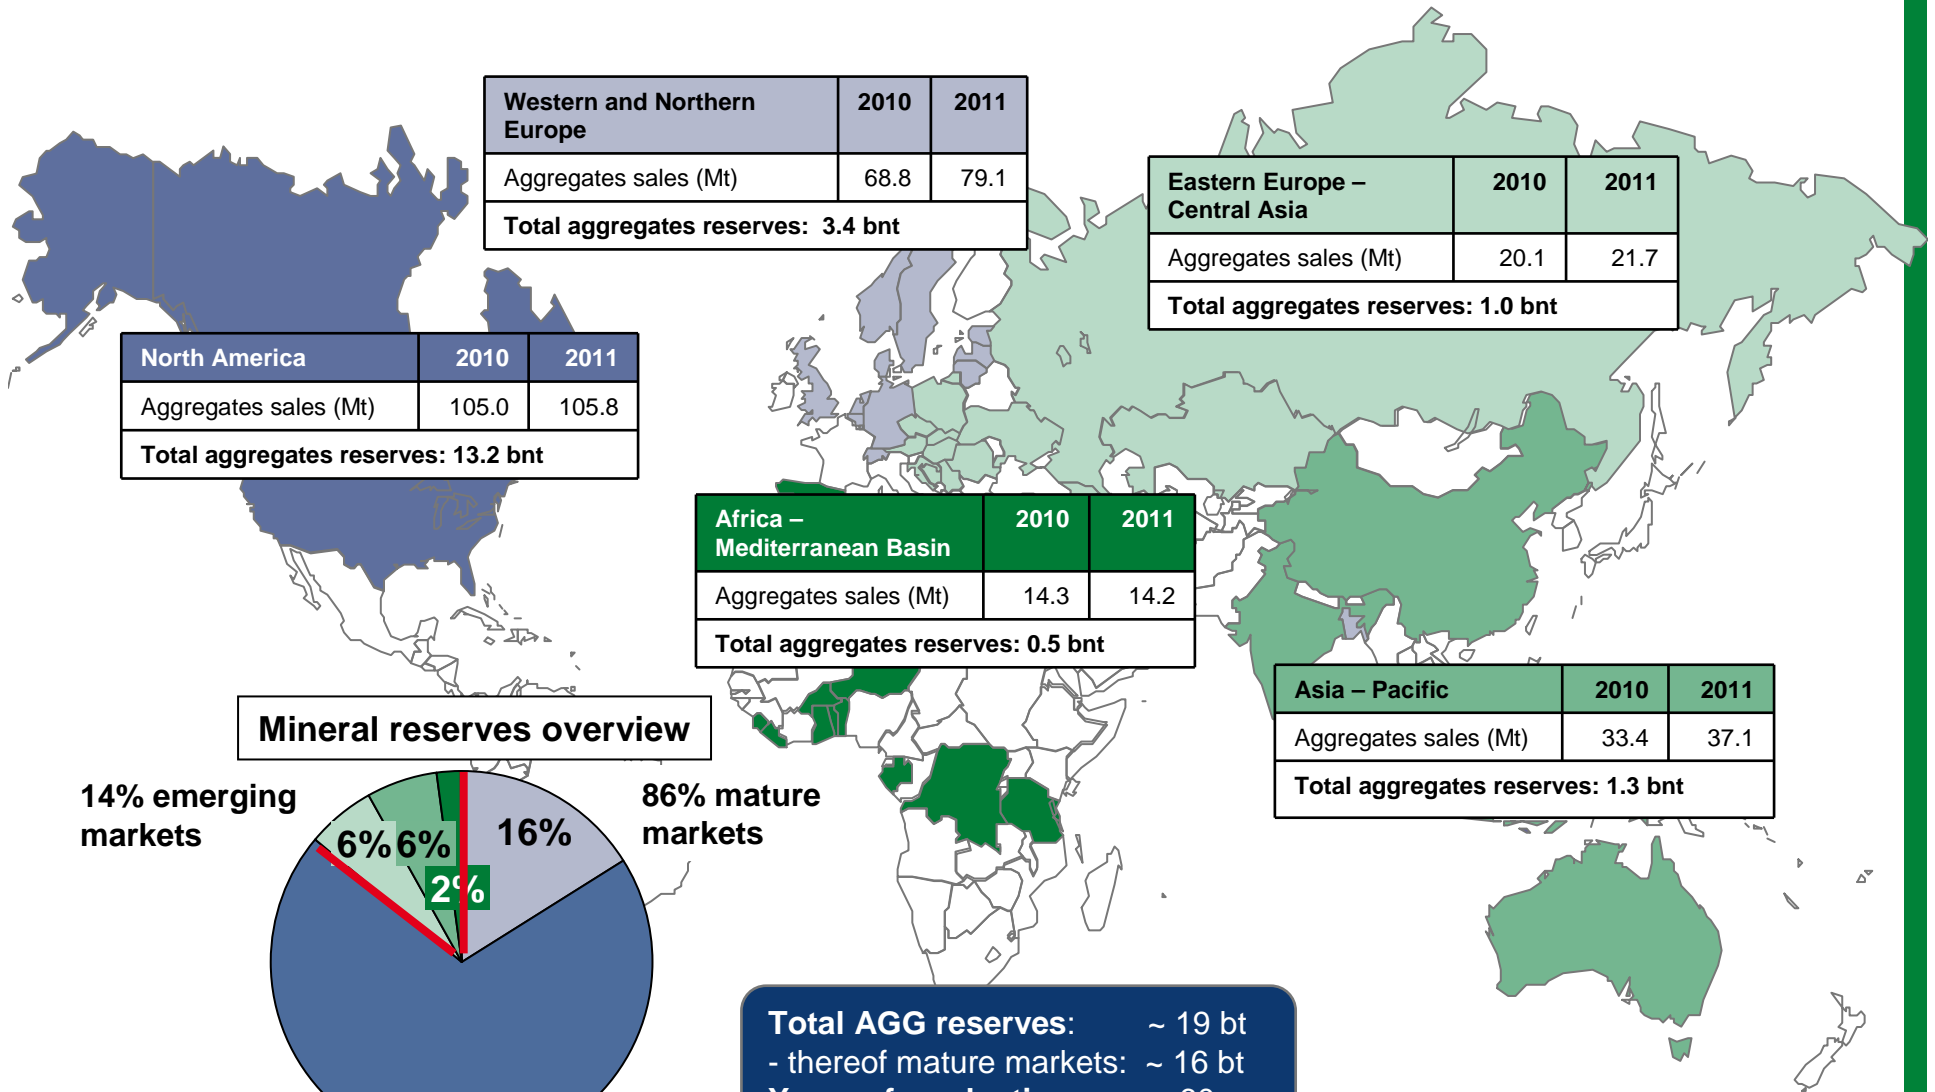 Western and Northern Europe 2010 2011
Aggregates sales (Mt) 68.8 79.1
Total aggregates reserves: 3.4 bnt
Eastern Europe – Central Asia 2010 2011
Aggregates sales (Mt) 20.1 21.7
Total aggregates reserves: 1.0 bnt
North America 2010 2011
Aggregates sales (Mt) 105.0 105.8
Total aggregates reserves: 13.2 bnt
Africa – Mediterranean Basin 2010 2011
Aggregates sales (Mt) 14.3 14.2
Total aggregates reserves: 0.5 bnt
Asia – Pacific 2010 2011
Aggregates sales (Mt) 33.4 37.1
Total aggregates reserves: 1.3 bnt
Mineral reserves overview
14% emerging markets
86% mature markets
6% 6% 16%
2%
Total AGG reserves: ~ 19 bt
- thereof mature markets: ~ 16 bt